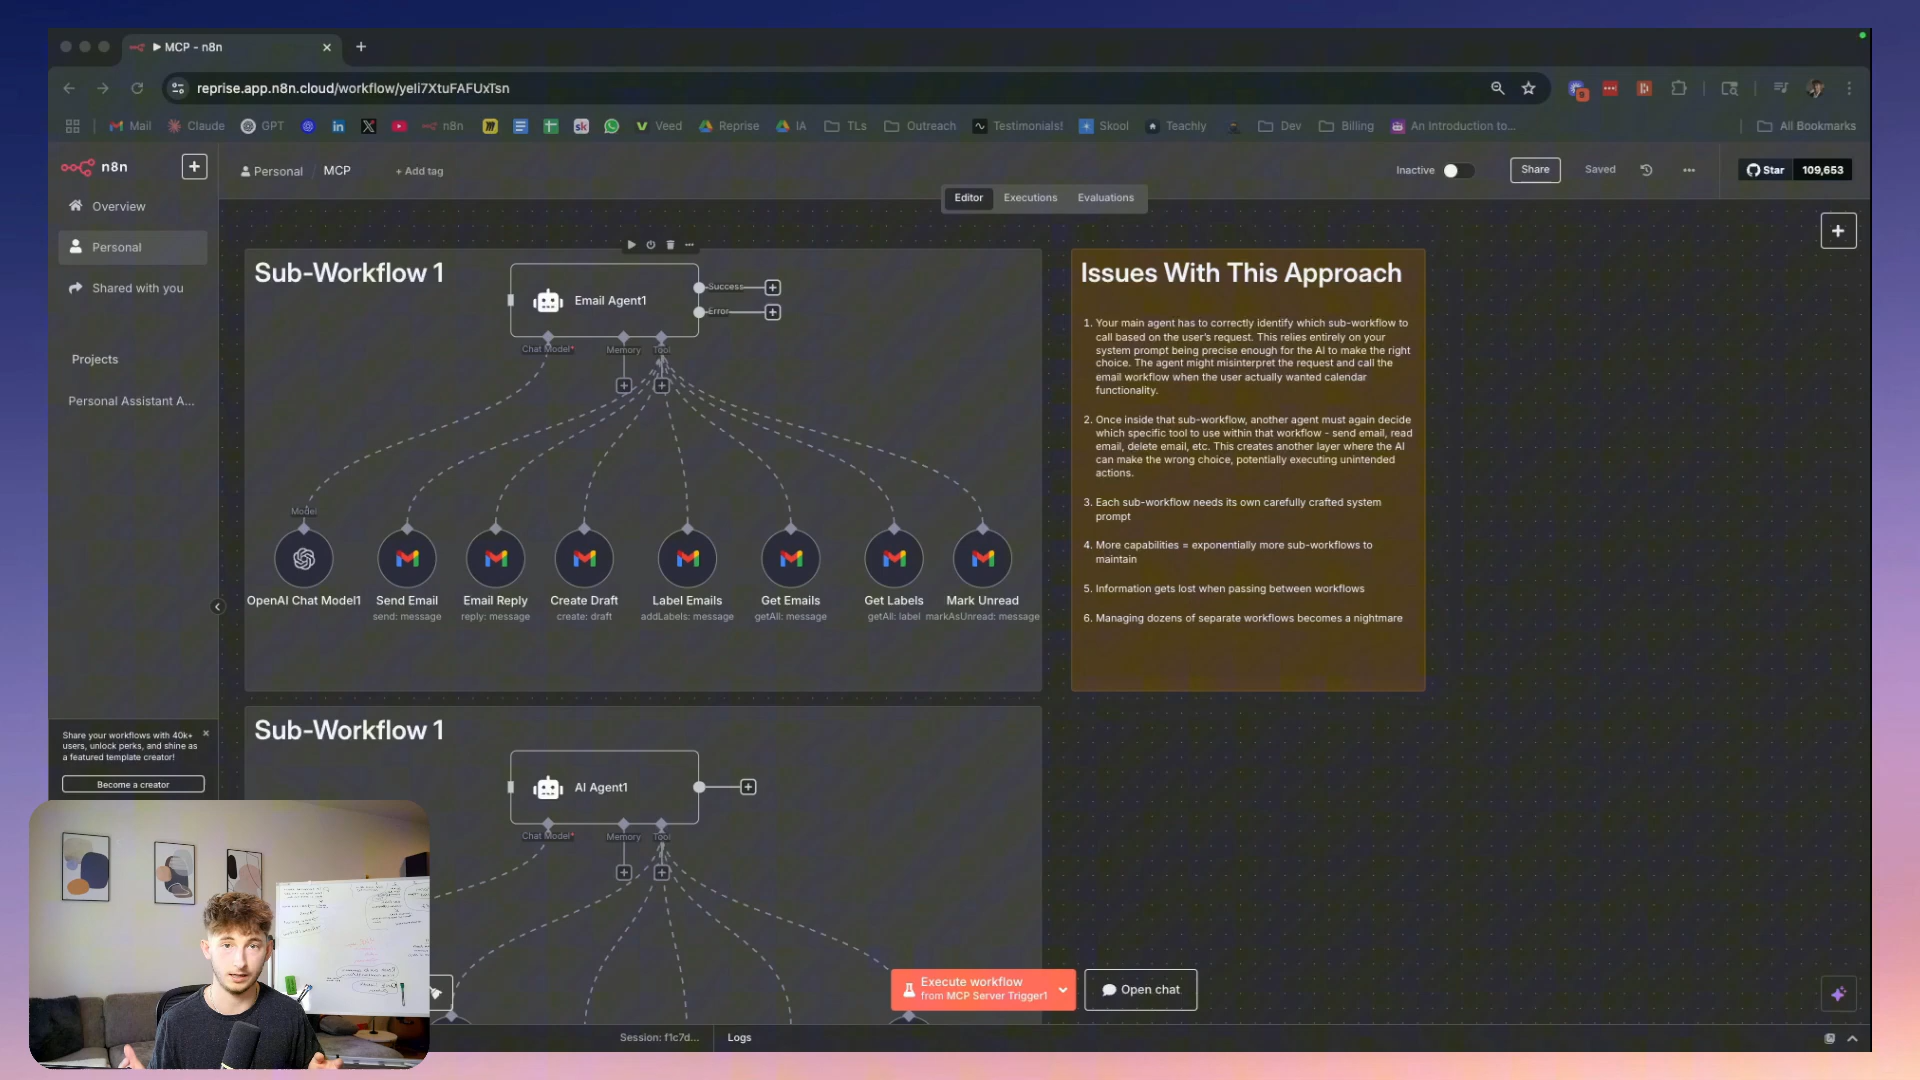 MCP - n8n
reprise.app.n8n.cloud/workflow/yeIi7XtuFAFUxTsn
Mail
Claude
GPT
n8n
Veed
Reprise
IA
TLs
Outreach
Testimonials!
Skool
Teachly
Dev
Billing
An Introduction to...
All Bookmarks
n8n
Personal / MCP
+ Add tag
Inactive
Share
Saved
Star 109,653
Editor
Executions
Evaluations
Overview
Personal
Shared with you
Projects
Personal Assistant A...
Share your workflows with 40k+
users, unlock perks, and shine as
a featured template creator!
Become a creator
Sub-Workflow 1
Email Agent1
Success
Error
Chat Model*
Memory
Tool
Model
OpenAI Chat Model1
Send Email
send: message
Email Reply
reply: message
Create Draft
create: draft
Label Emails
addLabels: message
Get Emails
getAll: message
Get Labels
getAll: label
Mark Unread
markAsUnread: message
Issues With This Approach
1. Your main agent has to correctly identify which sub-workflow to
call based on the user's request. This relies entirely on your
system prompt being precise enough for the AI to make the right
choice. The agent might misinterpret the request and call the
email workflow when the user actually wanted calendar
functionality.
2. Once inside that sub-workflow, another agent must again decide
which specific tool to use within that workflow - send email, read
email, delete email, etc. This creates another layer where the AI
can make the wrong choice, potentially executing unintended
actions.
3. Each sub-workflow needs its own carefully crafted system
prompt
4. More capabilities = exponentially more sub-workflows to
maintain
5. Information gets lost when passing between workflows
6. Managing dozens of separate workflows becomes a nightmare
Sub-Workflow 1
AI Agent1
Chat Model*
Memory
Tool
Execute workflow
from MCP Server Trigger1
Open chat
Session: f1c7d...
Logs